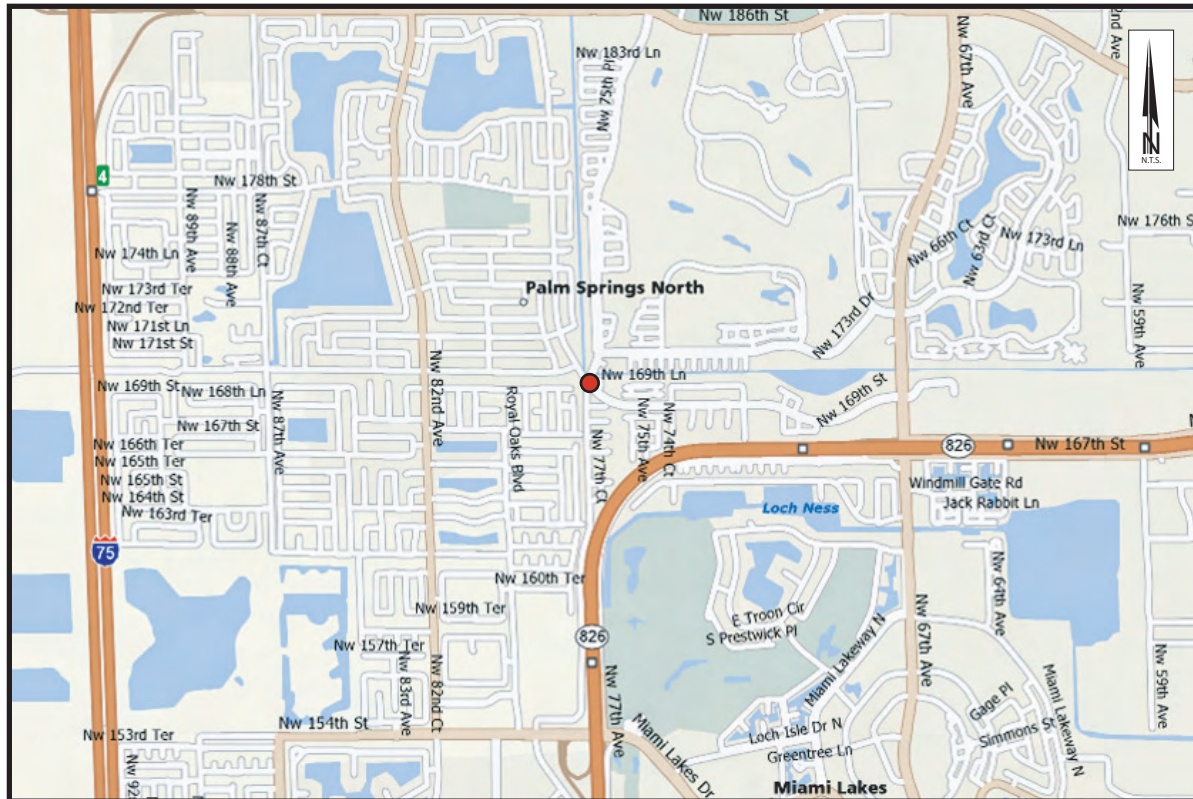 Nw 186th St
Nw 183rd Ln
Nw 75th Pl
Nw 67th Ave
2nd Ave
N
N.T.S.
4
Nw 178th St
Nw 89th Ave
Nw 88th Ave
Nw 87th Ct
Nw 174th Ln
Nw 173rd Ter
Nw 172nd Ter
Nw 171st Ln
Nw 171st St
Palm Springs North
Nw 66th Ct
Nw 63rd Ct
Nw 173rd Ln
Nw 176th S
Nw 59th Ave
Nw 173rd Dr
Nw 169th Ln
Nw 169th St
Nw 169th St
Nw 168th Ln
Nw 167th St
Nw 87th Ave
Nw 82nd Ave
Royal Oaks Blvd
Nw 77th Ct
Nw 75th Ave
Nw 74th Ct
826
Nw 167th St
N
Nw 166th Ter
Nw 165th Ter
Nw 165th St
Nw 164th St
Nw 163rd Ter
75
Windmill Gate Rd
Jack Rabbit Ln
Loch Ness
Nw 160th Ter
Nw 159th Ter
Nw 157th Ter
Nw 83rd Ave
Nw 82nd Ct
826
Nw 77th Ave
E Troon Cir
S Prestwick Pl
Miami Lakeway N
Nw 67th Ave
Nw 64th Ave
Nw 59th Ave
Miami Lakeway N
Gage Pl
Simmons St
Nw 154th St
Nw 153rd Ter
Nw 92
Miami Lakes Dr
Loch Isle Dr N
Greentree Ln
Miami Lakes